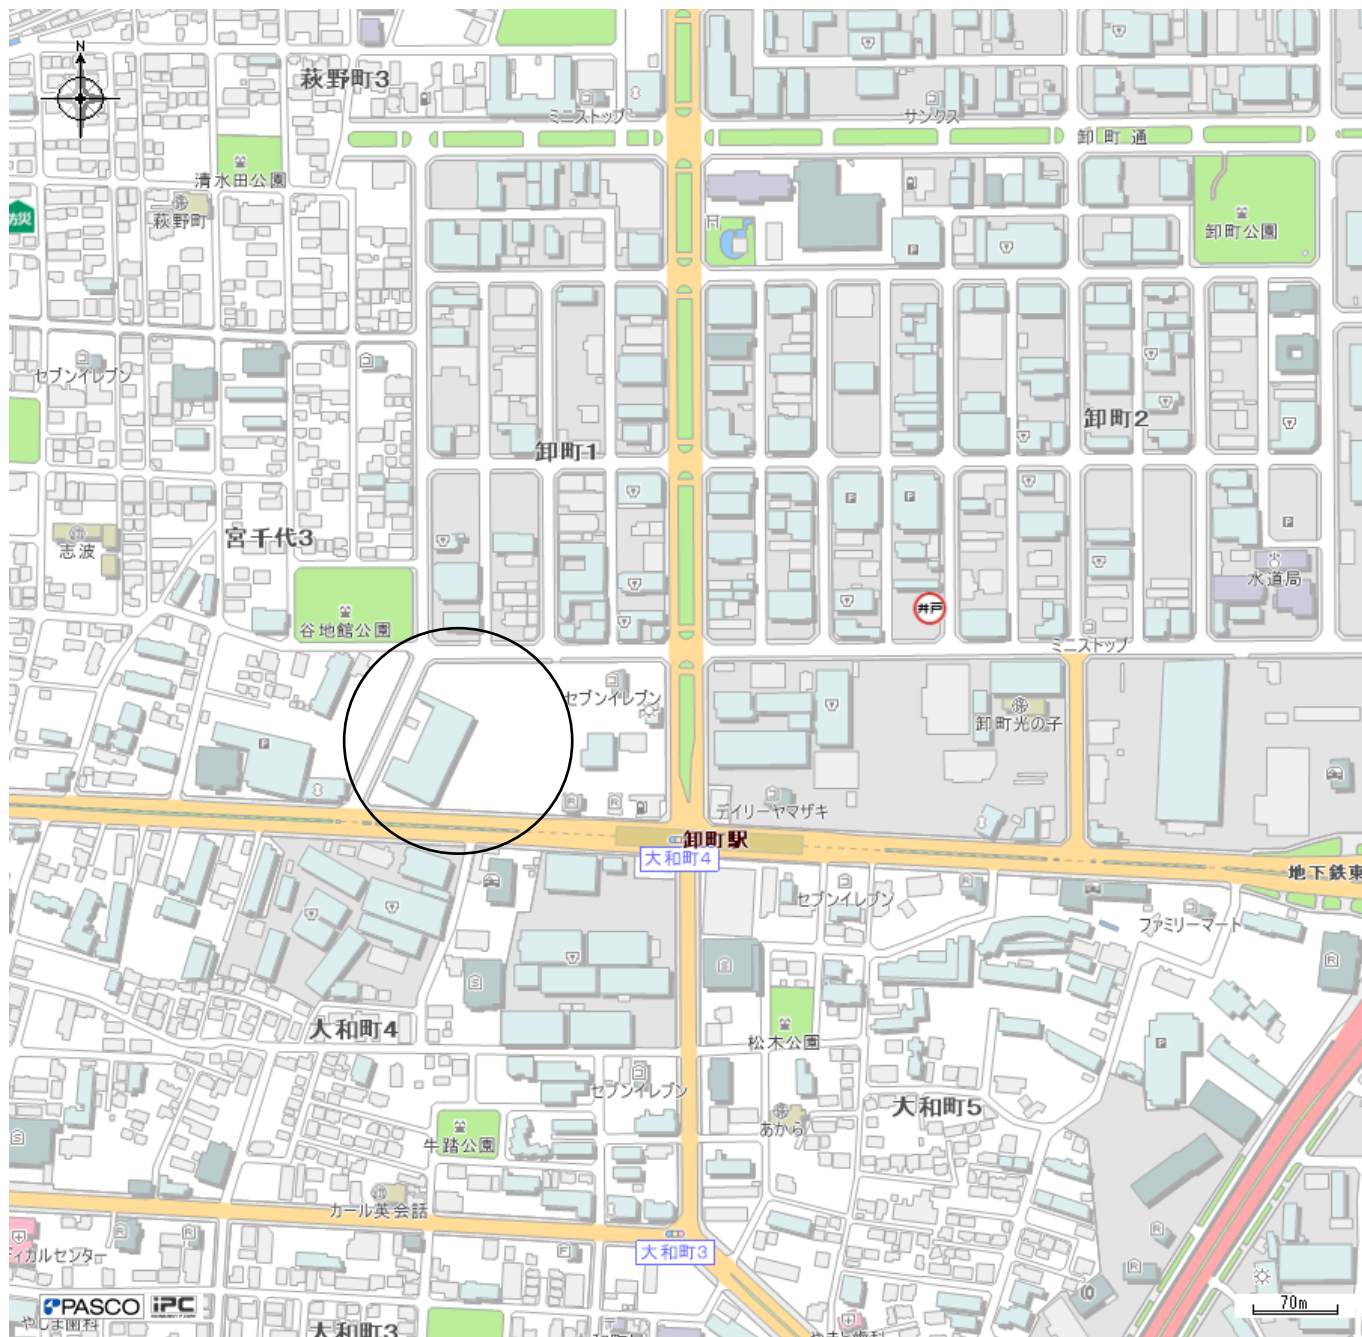 N
萩野町3
ミニストップ
サンクス
卸町通
清水田公園
萩野町
防災
卸町公園
セブンイレブン
卸町1
卸町2
P
P
P
P
宮千代3
志波
水道局
井戸
谷地館公園
ミニストップ
セブンイレブン
卸町光の子
P
R
R
デイリーヤマザキ
卸町駅
大和町4
地下鉄東
セブンイレブン
R
ファミリーマート
S
S
R
大和町4
松木公園
P
セブンイレブン
大和町5
あから
牛踏公園
S
カール英会話
R
R
R
F
大和町3
ィカルセンター
R
PASCO iPC
70m
やしま歯科
大和町3